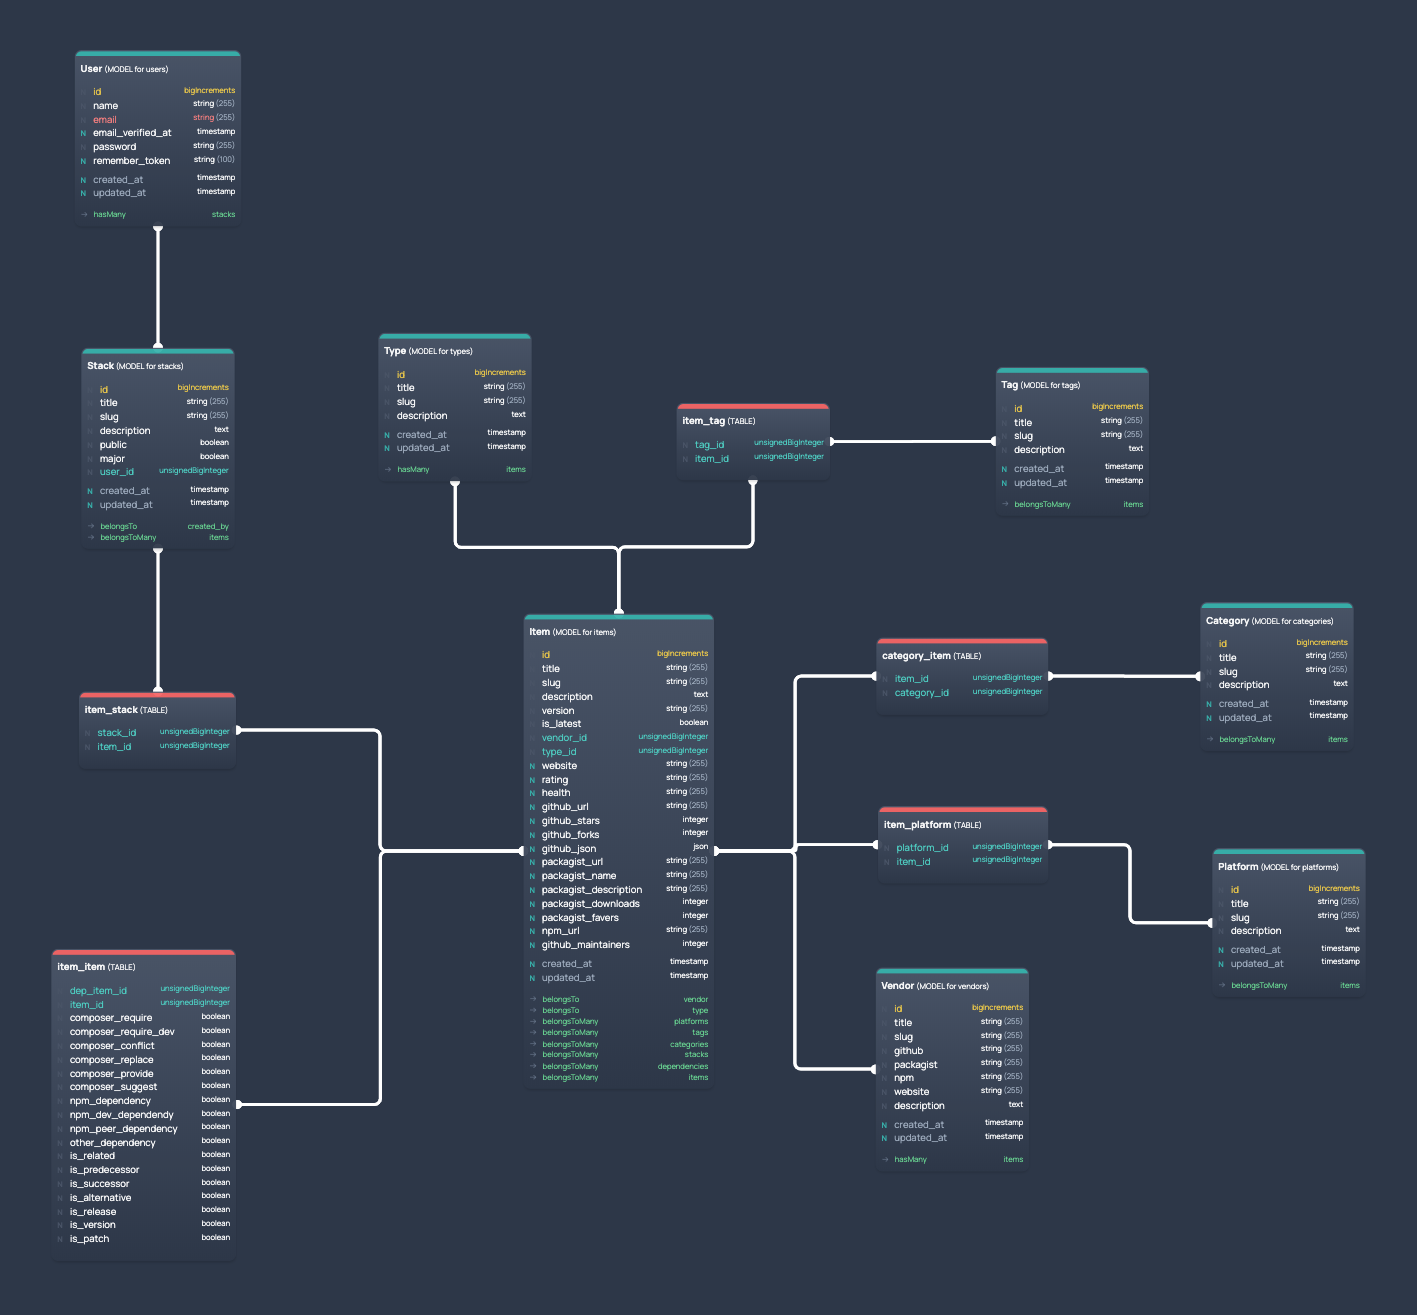 User (MODEL for users)
id bigIncrements
name string (255)
email string (255)
N email_verified_at timestamp
password string (255)
N remember_token string (100)
N created_at timestamp
N updated_at timestamp
→ hasMany stacks
Stack (MODEL for stacks)
id bigIncrements
title string (255)
slug string (255)
description text
public boolean
major boolean
user_id unsignedBigInteger
N created_at timestamp
N updated_at timestamp
→ belongsTo created_by
→ belongsToMany items
Type (MODEL for types)
id bigIncrements
title string (255)
slug string (255)
description text
N created_at timestamp
N updated_at timestamp
→ hasMany items
item_tag (TABLE)
N tag_id unsignedBigInteger
N item_id unsignedBigInteger
Tag (MODEL for tags)
id bigIncrements
title string (255)
slug string (255)
description text
N created_at timestamp
N updated_at timestamp
→ belongsToMany items
item_stack (TABLE)
N stack_id unsignedBigInteger
N item_id unsignedBigInteger
Item (MODEL for items)
id bigIncrements
title string (255)
slug string (255)
description text
version string (255)
is_latest boolean
vendor_id unsignedBigInteger
type_id unsignedBigInteger
N website string (255)
N rating string (255)
N health string (255)
N github_url string (255)
N github_stars integer
N github_forks integer
N github_json json
N packagist_url string (255)
N packagist_name string (255)
N packagist_description string (255)
N packagist_downloads integer
N packagist_favers integer
N npm_url string (255)
N github_maintainers integer
N created_at timestamp
N updated_at timestamp
→ belongsTo vendor
→ belongsTo type
→ belongsToMany platforms
→ belongsToMany tags
→ belongsToMany categories
→ belongsToMany stacks
→ belongsToMany dependencies
→ belongsToMany items
category_item (TABLE)
N item_id unsignedBigInteger
N category_id unsignedBigInteger
Category (MODEL for categories)
id bigIncrements
title string (255)
slug string (255)
description text
N created_at timestamp
N updated_at timestamp
→ belongsToMany items
item_platform (TABLE)
N platform_id unsignedBigInteger
N item_id unsignedBigInteger
Platform (MODEL for platforms)
id bigIncrements
title string (255)
slug string (255)
description text
N created_at timestamp
N updated_at timestamp
→ belongsToMany items
item_item (TABLE)
dep_item_id unsignedBigInteger
item_id unsignedBigInteger
N composer_require boolean
N composer_require_dev boolean
N composer_conflict boolean
N composer_replace boolean
N composer_provide boolean
N composer_suggest boolean
N npm_dependency boolean
N npm_dev_dependendy boolean
N npm_peer_dependency boolean
N other_dependency boolean
N is_related boolean
N is_predecessor boolean
N is_successor boolean
N is_alternative boolean
N is_release boolean
N is_version boolean
N is_patch boolean
Vendor (MODEL for vendors)
id bigIncrements
title string (255)
slug string (255)
github string (255)
packagist string (255)
npm string (255)
website string (255)
description text
N created_at timestamp
N updated_at timestamp
→ hasMany items